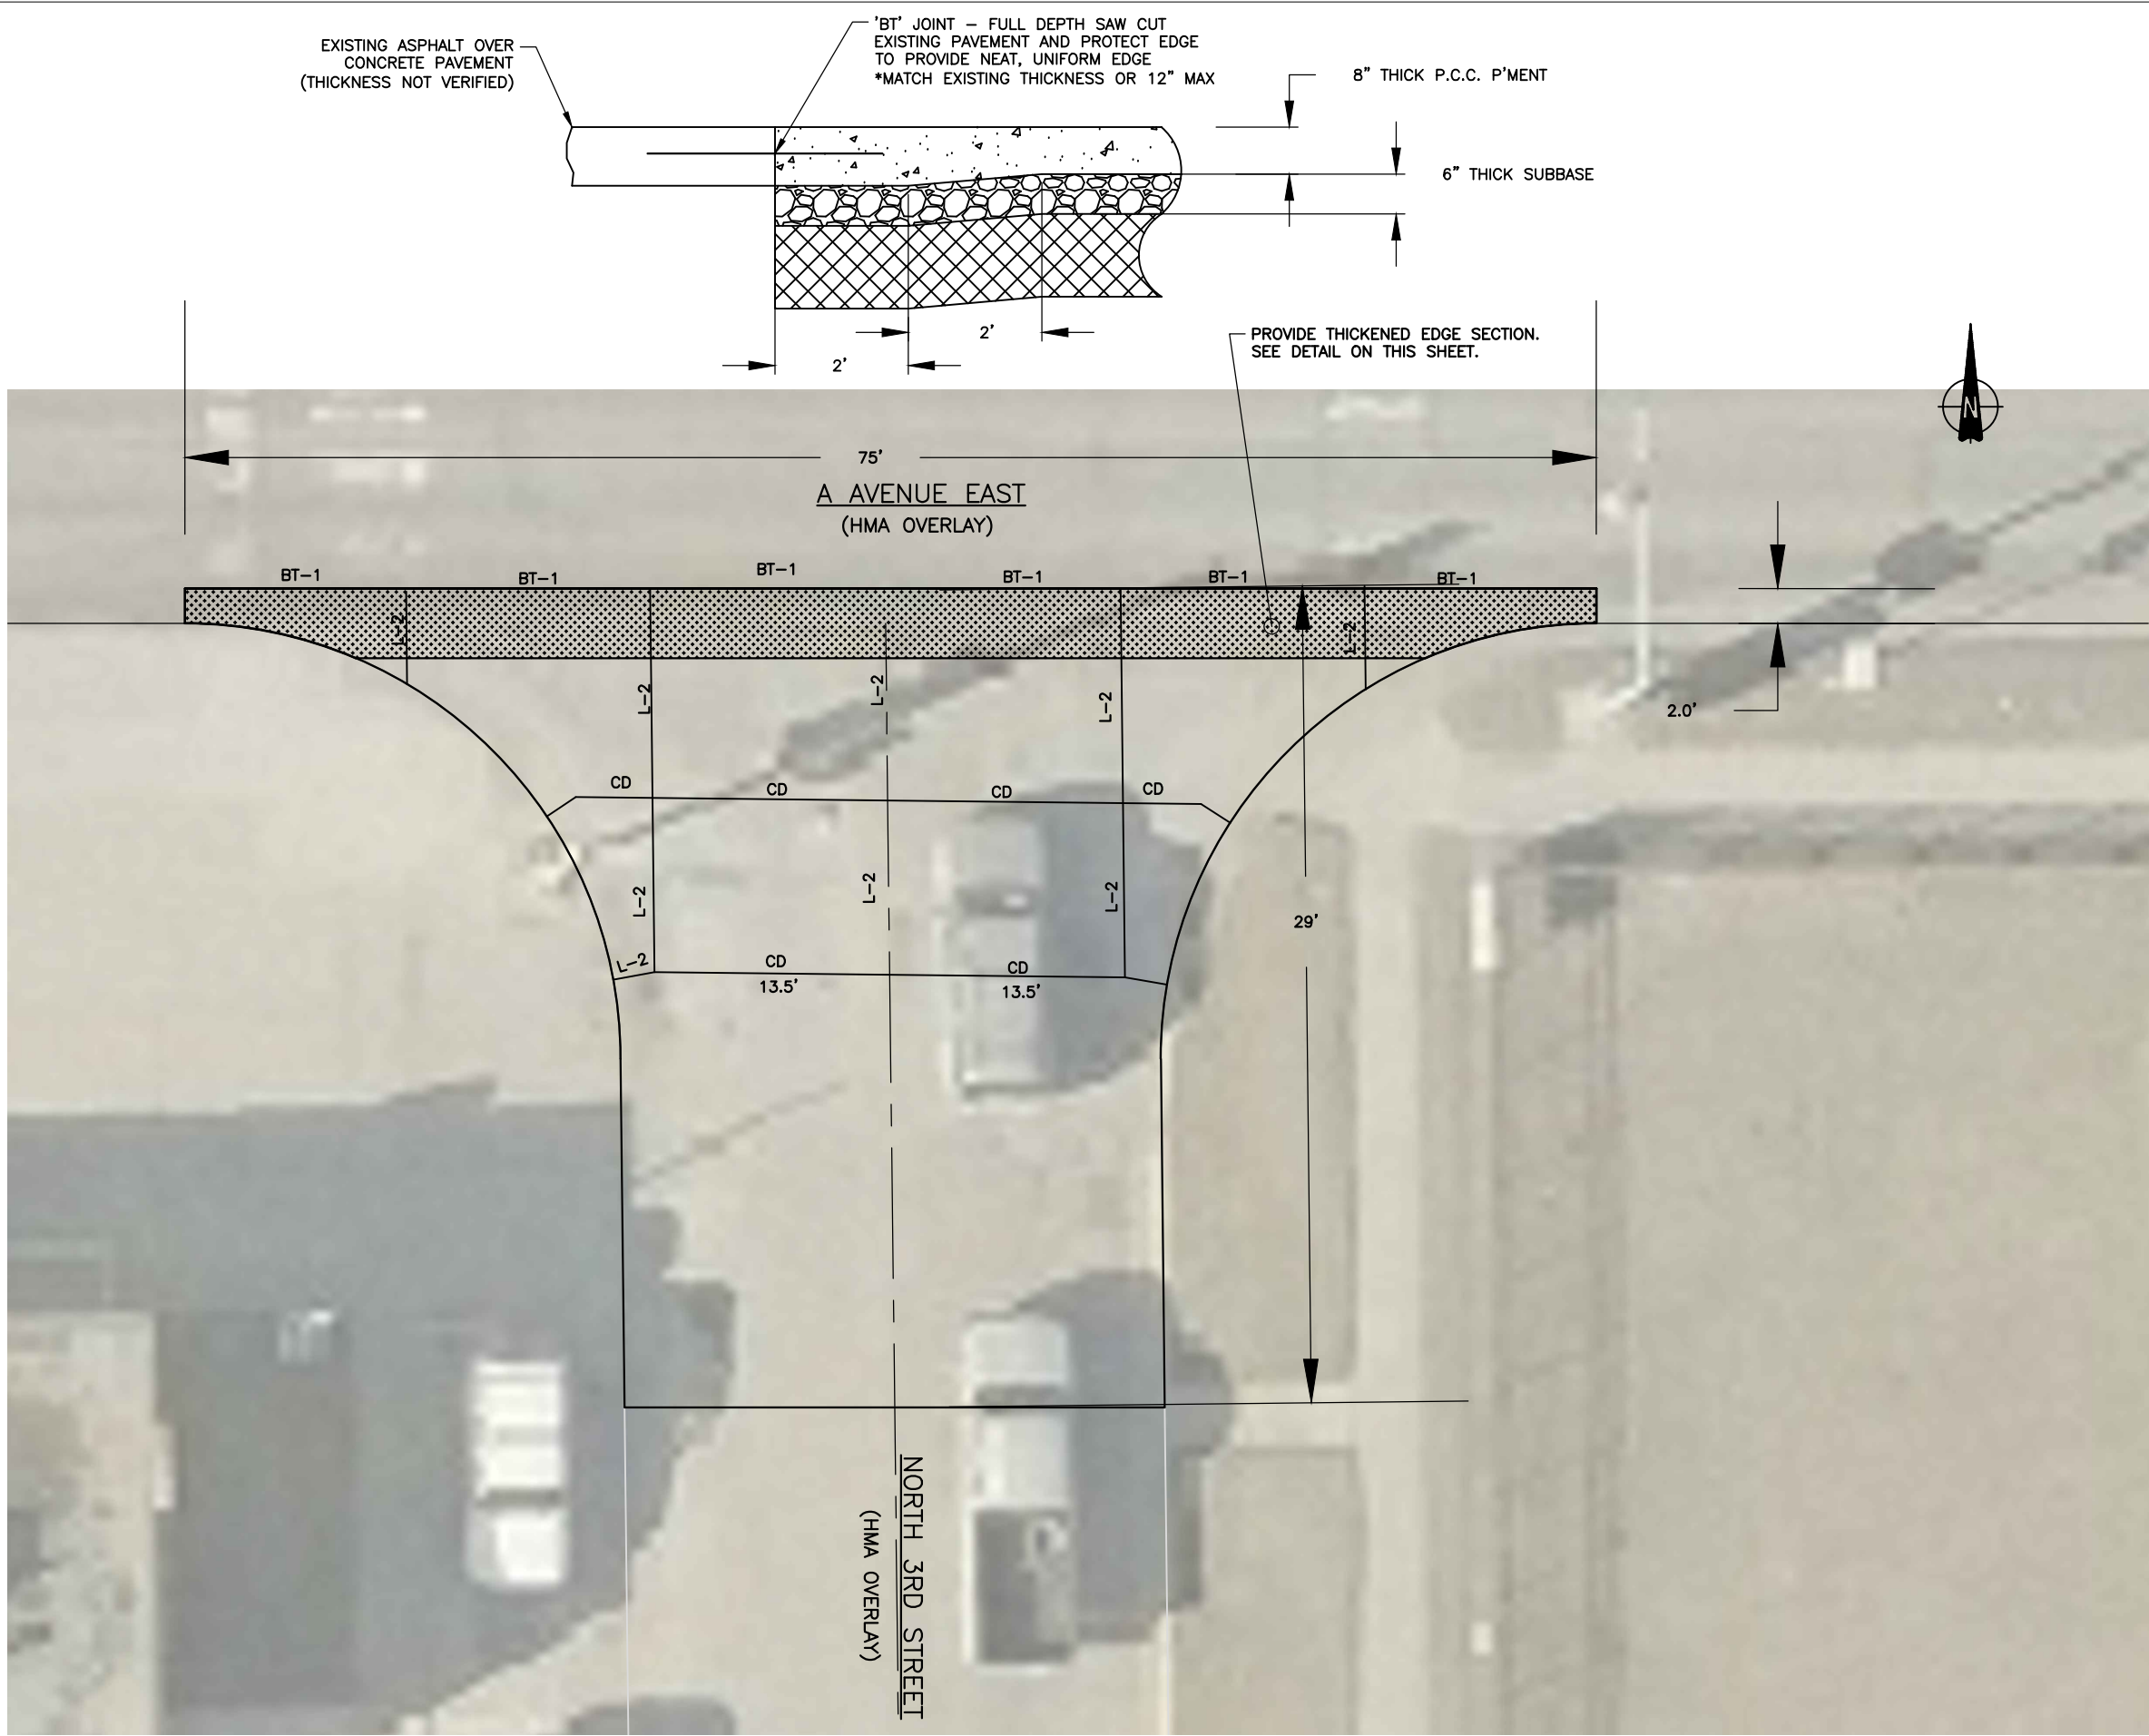 'BT' JOINT – FULL DEPTH SAW CUT
EXISTING PAVEMENT AND PROTECT EDGE
TO PROVIDE NEAT, UNIFORM EDGE
*MATCH EXISTING THICKNESS OR 12" MAX
EXISTING ASPHALT OVER
CONCRETE PAVEMENT
(THICKNESS NOT VERIFIED)
8" THICK P.C.C. P'MENT
6" THICK SUBBASE
2'
2'
PROVIDE THICKENED EDGE SECTION.
SEE DETAIL ON THIS SHEET.
N
75'
A AVENUE EAST
(HMA OVERLAY)
BT-1
BT-1
BT-1
BT-1
BT-1
BT-1
L-2
L-2
L-2
L-2
L-2
2.0'
CD
CD
CD
CD
L-2
L-2
L-2
29'
L-2
CD
CD
13.5'
13.5'
NORTH 3RD STREET
(HMA OVERLAY)